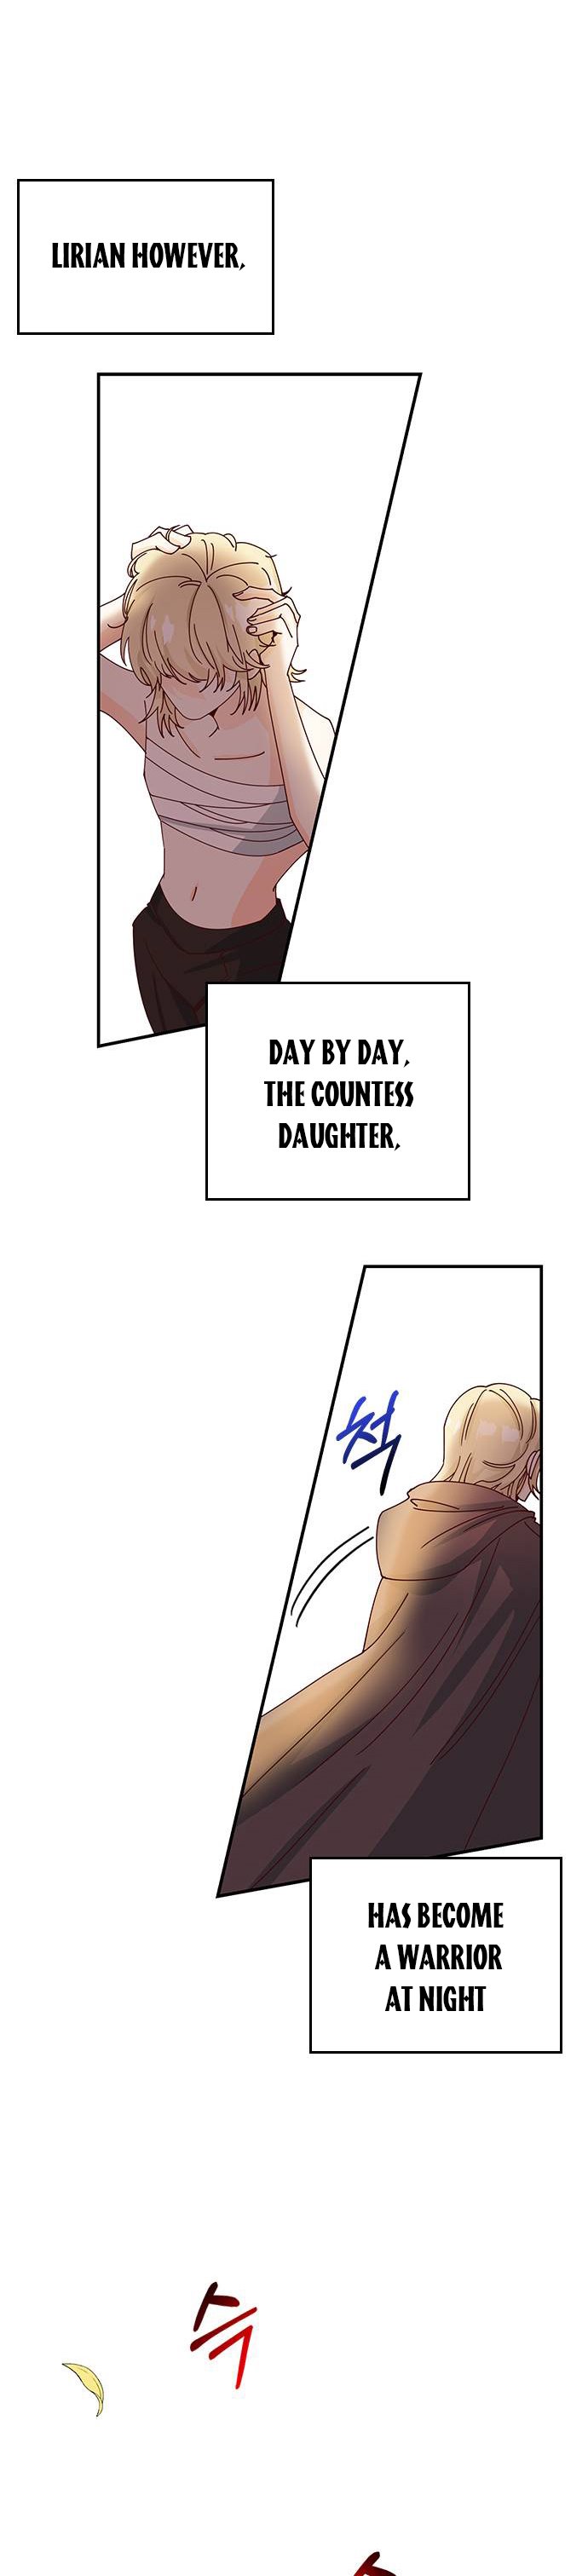 LIRIAN HOWEVER,
DAY BY DAY,
THE COUNTESS
DAUGHTER,
척
HAS BECOME
A WARRIOR
AT NIGHT
슥